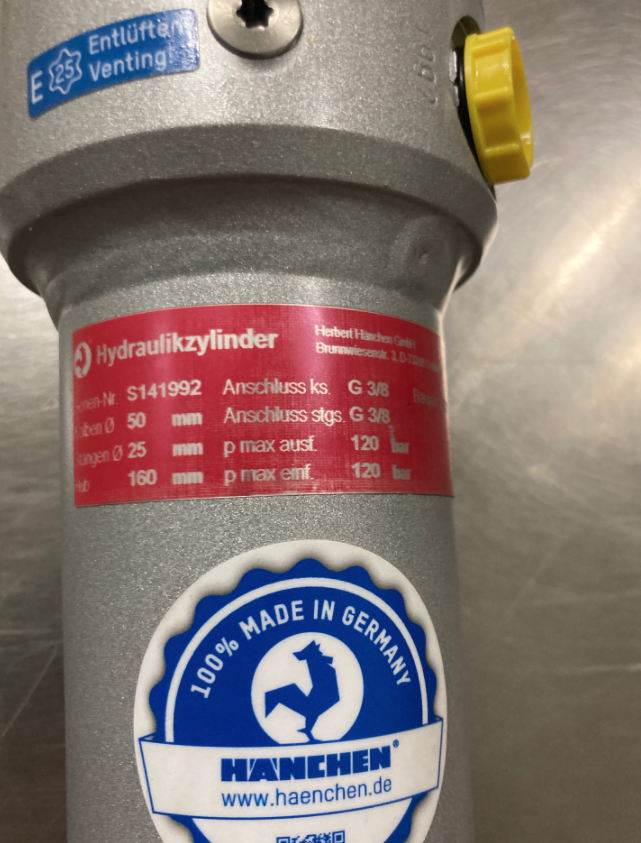 E 25 Entlüften
Venting
Hydraulikzylinder
Herbert Hänchen GmbH
Brunnwiesenstr. 3,
S141992 Anschluss ks. G 3/8
Ø 50 mm Anschluss stgs. G 3/8
Ø 25 mm p max ausf. 120 bar
160 mm p max einf. 120 bar
100% MADE IN GERMANY
HÄNCHEN®
www.haenchen.de